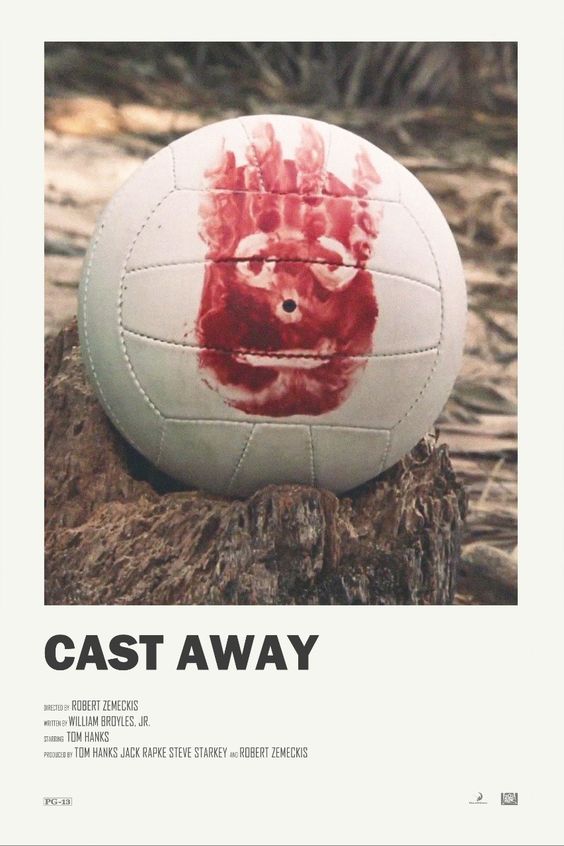 CAST AWAY
DIRECTED BY ROBERT ZEMECKIS
WRITTEN BY WILLIAM BROYLES, JR.
STARRING TOM HANKS
PRODUCED BY TOM HANKS JACK RAPKE STEVE STARKEY AND ROBERT ZEMECKIS
PG-13